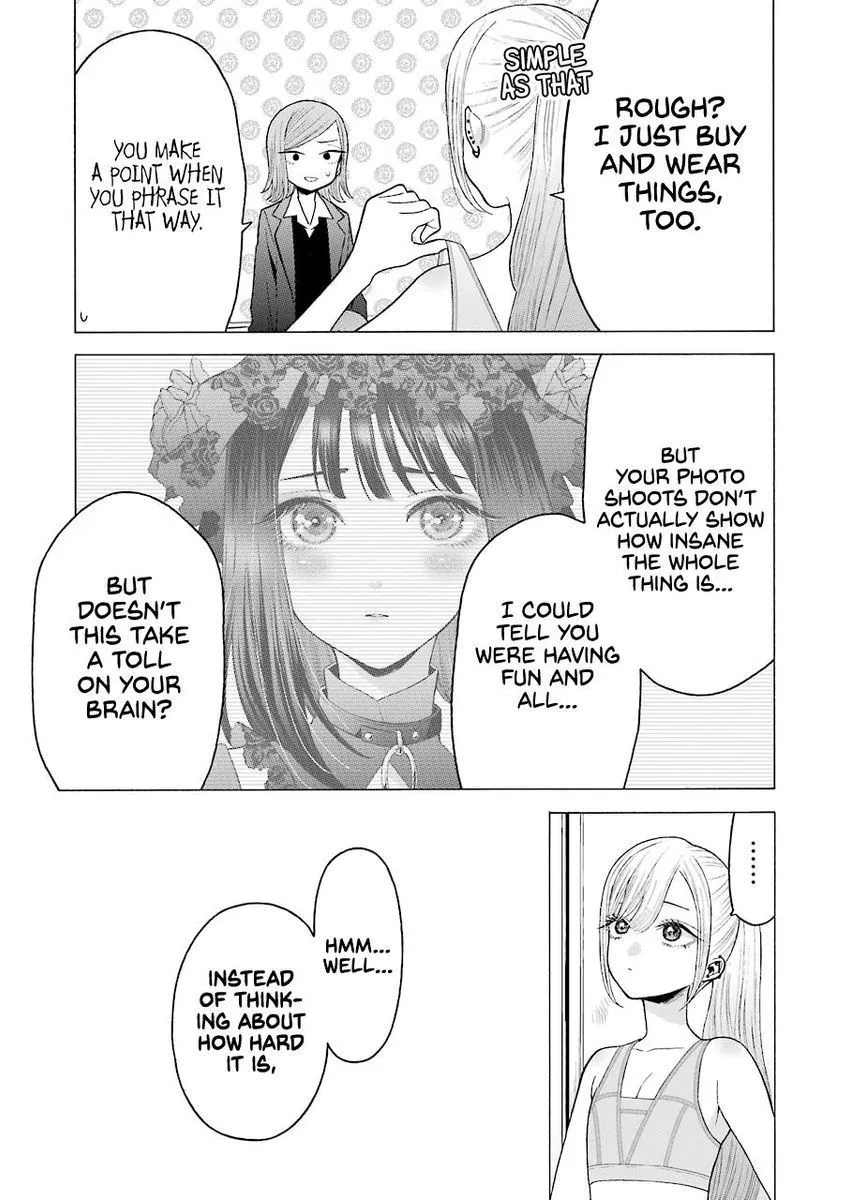 ROUGH?
I JUST BUY
AND WEAR
THINGS,
TOO.
SIMPLE
AS THAT
YOU MAKE
A POINT WHEN
YOU PHRASE IT
THAT WAY.
BUT
YOUR PHOTO
SHOOTS DON'T
ACTUALLY SHOW
HOW INSANE
THE WHOLE
THING IS...
I COULD
TELL YOU
WERE HAVING
FUN AND
ALL...
BUT
DOESN'T
THIS TAKE
A TOLL
ON YOUR
BRAIN?
........
HMM...
WELL...
INSTEAD
OF THINK-
ING ABOUT
HOW HARD
IT IS,